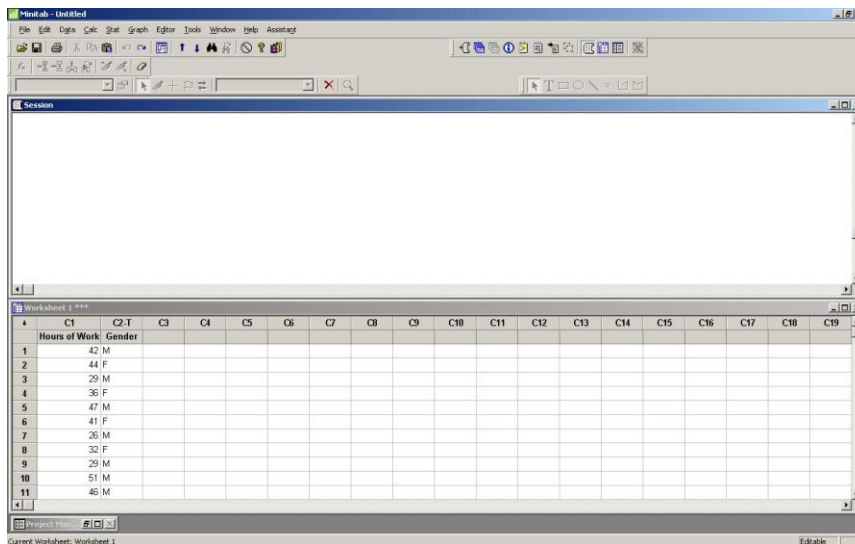 Minitab - Untitled
File Edit Data Calc Stat Graph Editor Tools Window Help Assistant
Session
Worksheet 1 ***
C1 C2-T C3 C4 C5 C6 C7 C8 C9 C10 C11 C12 C13 C14 C15 C16 C17 C18 C19
Hours of Work Gender
1 42 M
2 44 F
3 29 M
4 36 F
5 47 M
6 41 F
7 26 M
8 32 F
9 29 M
10 51 M
11 46 M
Project Man...
Current Worksheet: Worksheet 1 Editable